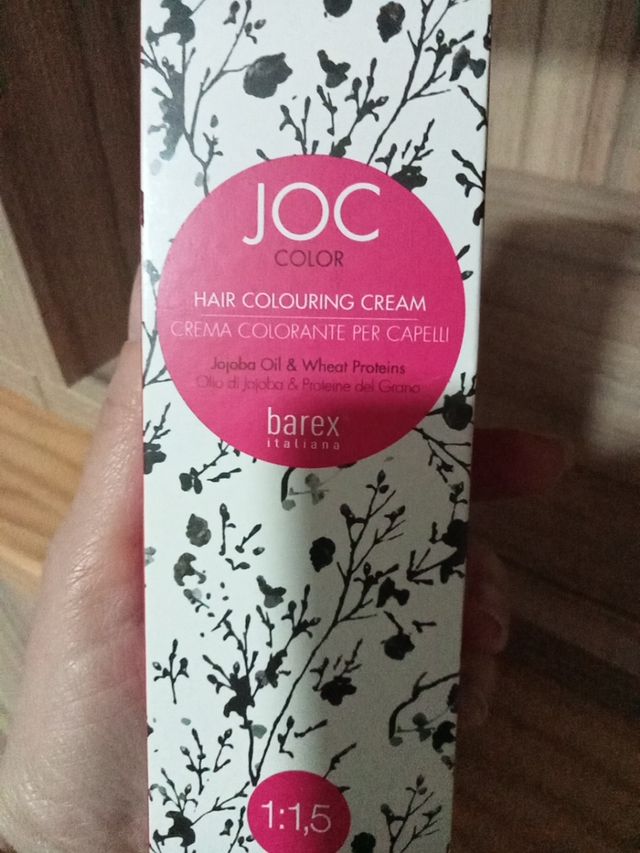 JOC
COLOR
HAIR COLOURING CREAM
CREMA COLORANTE PER CAPELLI
Jojoba Oil & Wheat Proteins
Olio di Jojoba & Proteine del Grano
barex
italiana
1:1,5